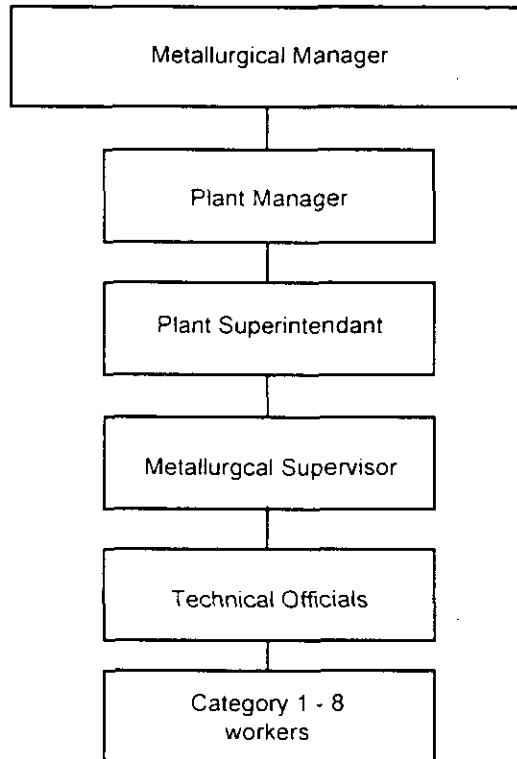 Metallurgical Manager
Plant Manager
Plant Superintendant
Metallurgcal Supervisor
Technical Officials
Category 1 - 8
workers